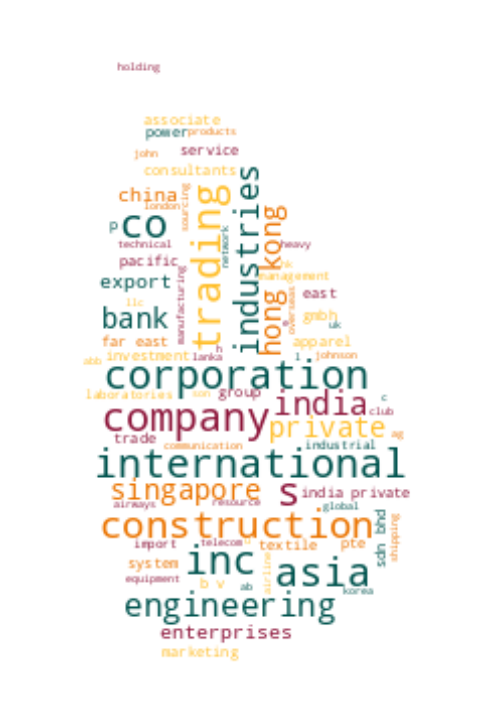 holding
associate
power products
john service
consultants
china
london
sourcing
p co
trading
industries
network
hong kong
technical
heavy
pacific
manufacturing
hk
management
export
overseas
east
llc
bank
gmbh
uk
far east
apparel
h
abb investment lanka
l johnson
corporation
laboratories son group
india
c
company
club
private
trade
ag
communication
industrial
international
singapore
s
india private
airways
resource
global
construction
sdn bhd
shipping
import
telecom
textile
pte
system
inc
airline
asia
equipment
b v
ab
korea
engineering
enterprises
marketing